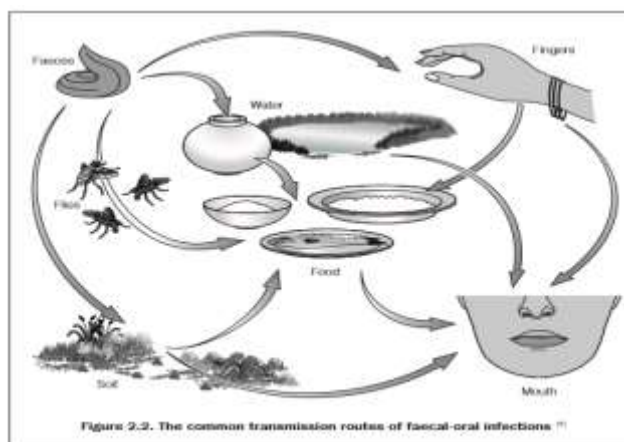 Faeces
Fingers
Water
Flies
Food
Soil
Mouth
Figure 2.2. The common transmission routes of faecal-oral infections